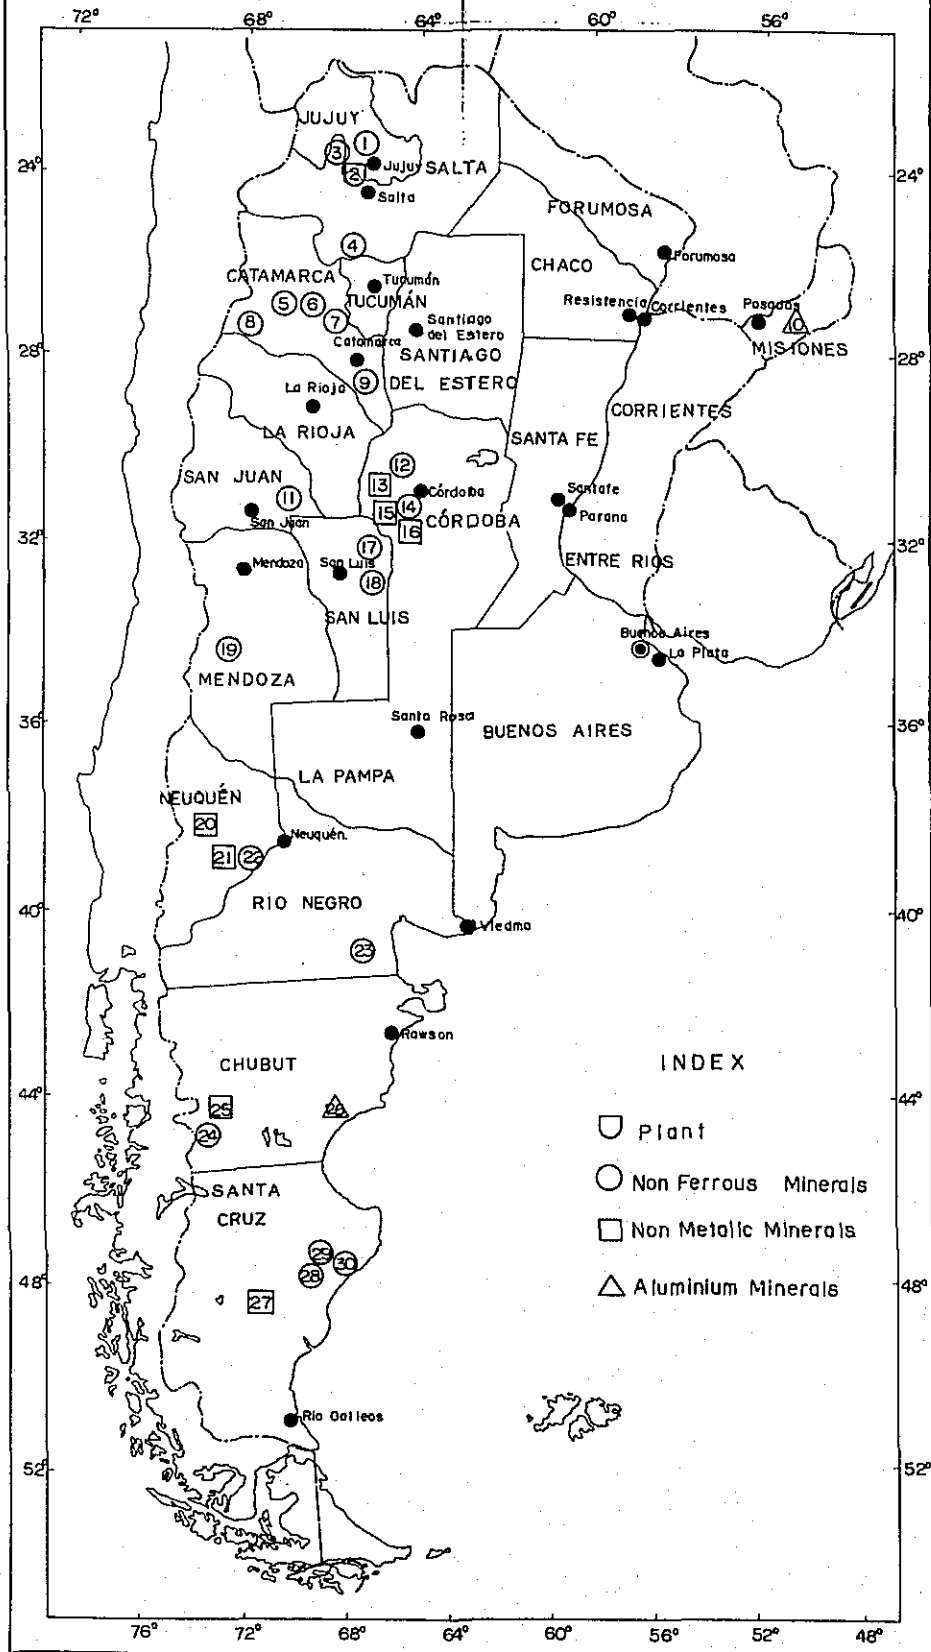 72° 68° 64° 60° 56°
JUJUY
1
3
Jujuy
SALTA
24°
24°
2
Salta
FORUMOSA
4
Forumosa
CHACO
CATAMARCA
Tucumán
TUCUMÁN
5
6
7
8
Resistencia
Corrientes
Posadas
10
MISIONES
Santiago
del Estero
Catamarca
SANTIAGO
DEL ESTERO
28°
28°
9
La Rioja
LA RIOJA
CORRIENTES
SANTA FE
12
SAN JUAN
13
11
14
Córdoba
15
CÓRDOBA
16
Santafe
Parana
San Juan
32°
32°
17
Mendoza
San Luis
18
ENTRE RIOS
SAN LUIS
19
MENDOZA
Buenos Aires
La Plata
Santa Rosa
36°
36°
BUENOS AIRES
LA PAMPA
NEUQUÉN
20
Neuquén.
21
22
RIO NEGRO
40°
40°
Viedma
23
Rawson
CHUBUT
INDEX
44°
44°
25
26
24
Plant
SANTA
CRUZ
Non Ferrous Minerals
29
30
28
Non Metalic Minerals
48°
48°
27
Aluminium Minerals
Rio Galleos
52°
52°
76° 72° 68° 64° 60° 56° 52° 48°